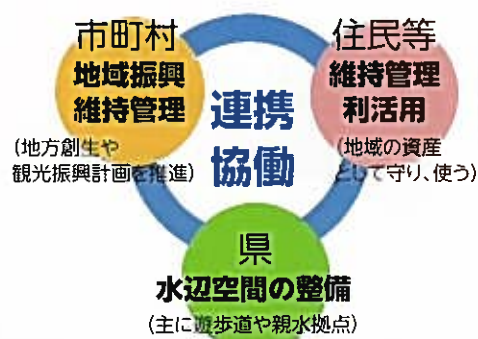 市町村
地域振興
維持管理
(地方創生や
観光振興計画を推進)
連携
協働
住民等
維持管理
利活用
(地域の資産
として守り、使う)
県
水辺空間の整備
(主に遊歩道や親水拠点)